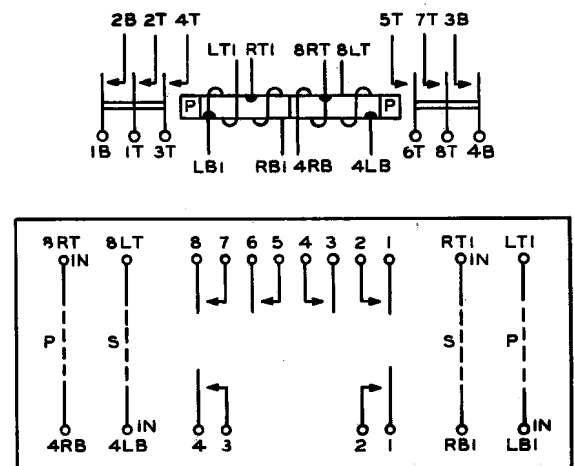 2B 2T 4T 5T 7T 3B
LT1 RT1 8RT 8LT
P P
1B 1T 3T 6T 8T 4B
LB1 RB1 4RB 4LB
8RT 8LT 8 7 6 5 4 3 2 1 RT1 LT1
IN IN
P S S P
IN IN
4RB 4LB 4 3 2 1 RB1 LB1